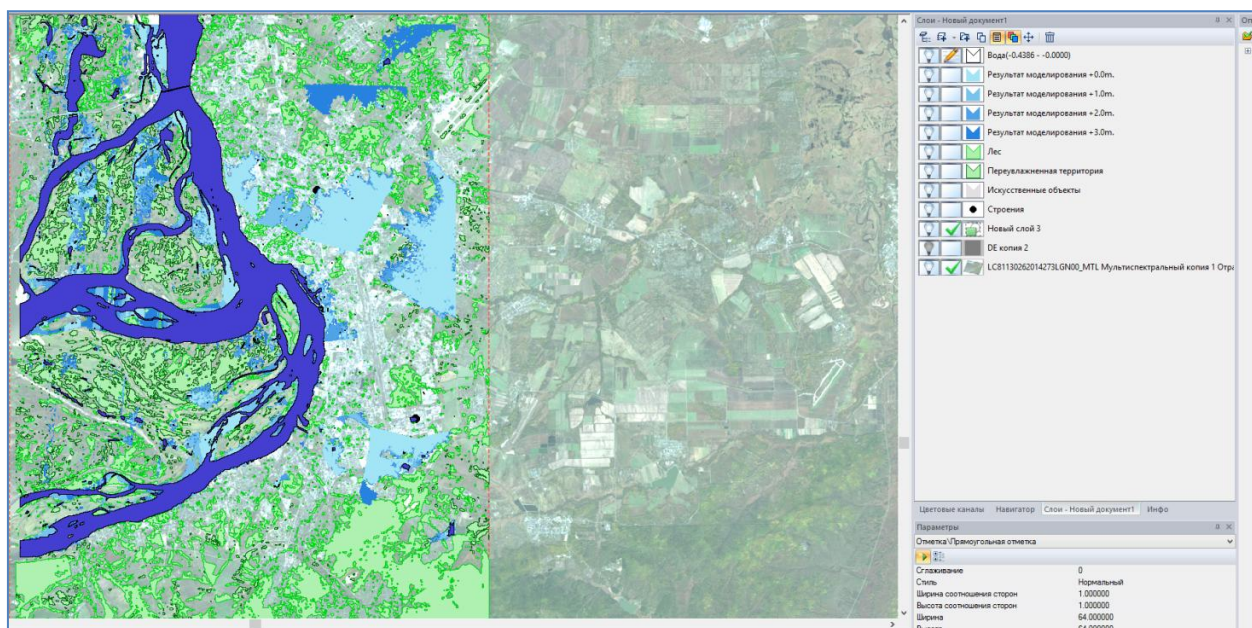 Слои - Новый документ1
Оп
Вода(-0.4386 - -0.0000)
Результат моделирования +0.0m.
Результат моделирования +1.0m.
Результат моделирования +2.0m.
Результат моделирования +3.0m.
Лес
Переувлажненная территория
Искусственные объекты
Строения
Новый слой 3
DE копия 2
LC81130262014273LGN00_MTL Мультиспектральный копия 1 Отра
Цветовые каналы Навигатор Слои - Новый документ1 Инфо
Параметры
Отметка\Прямоугольная отметка
Сглаживание 0
Стиль Нормальный
Ширина соотношения сторон 1.000000
Высота соотношения сторон 1.000000
Ширина 64.000000